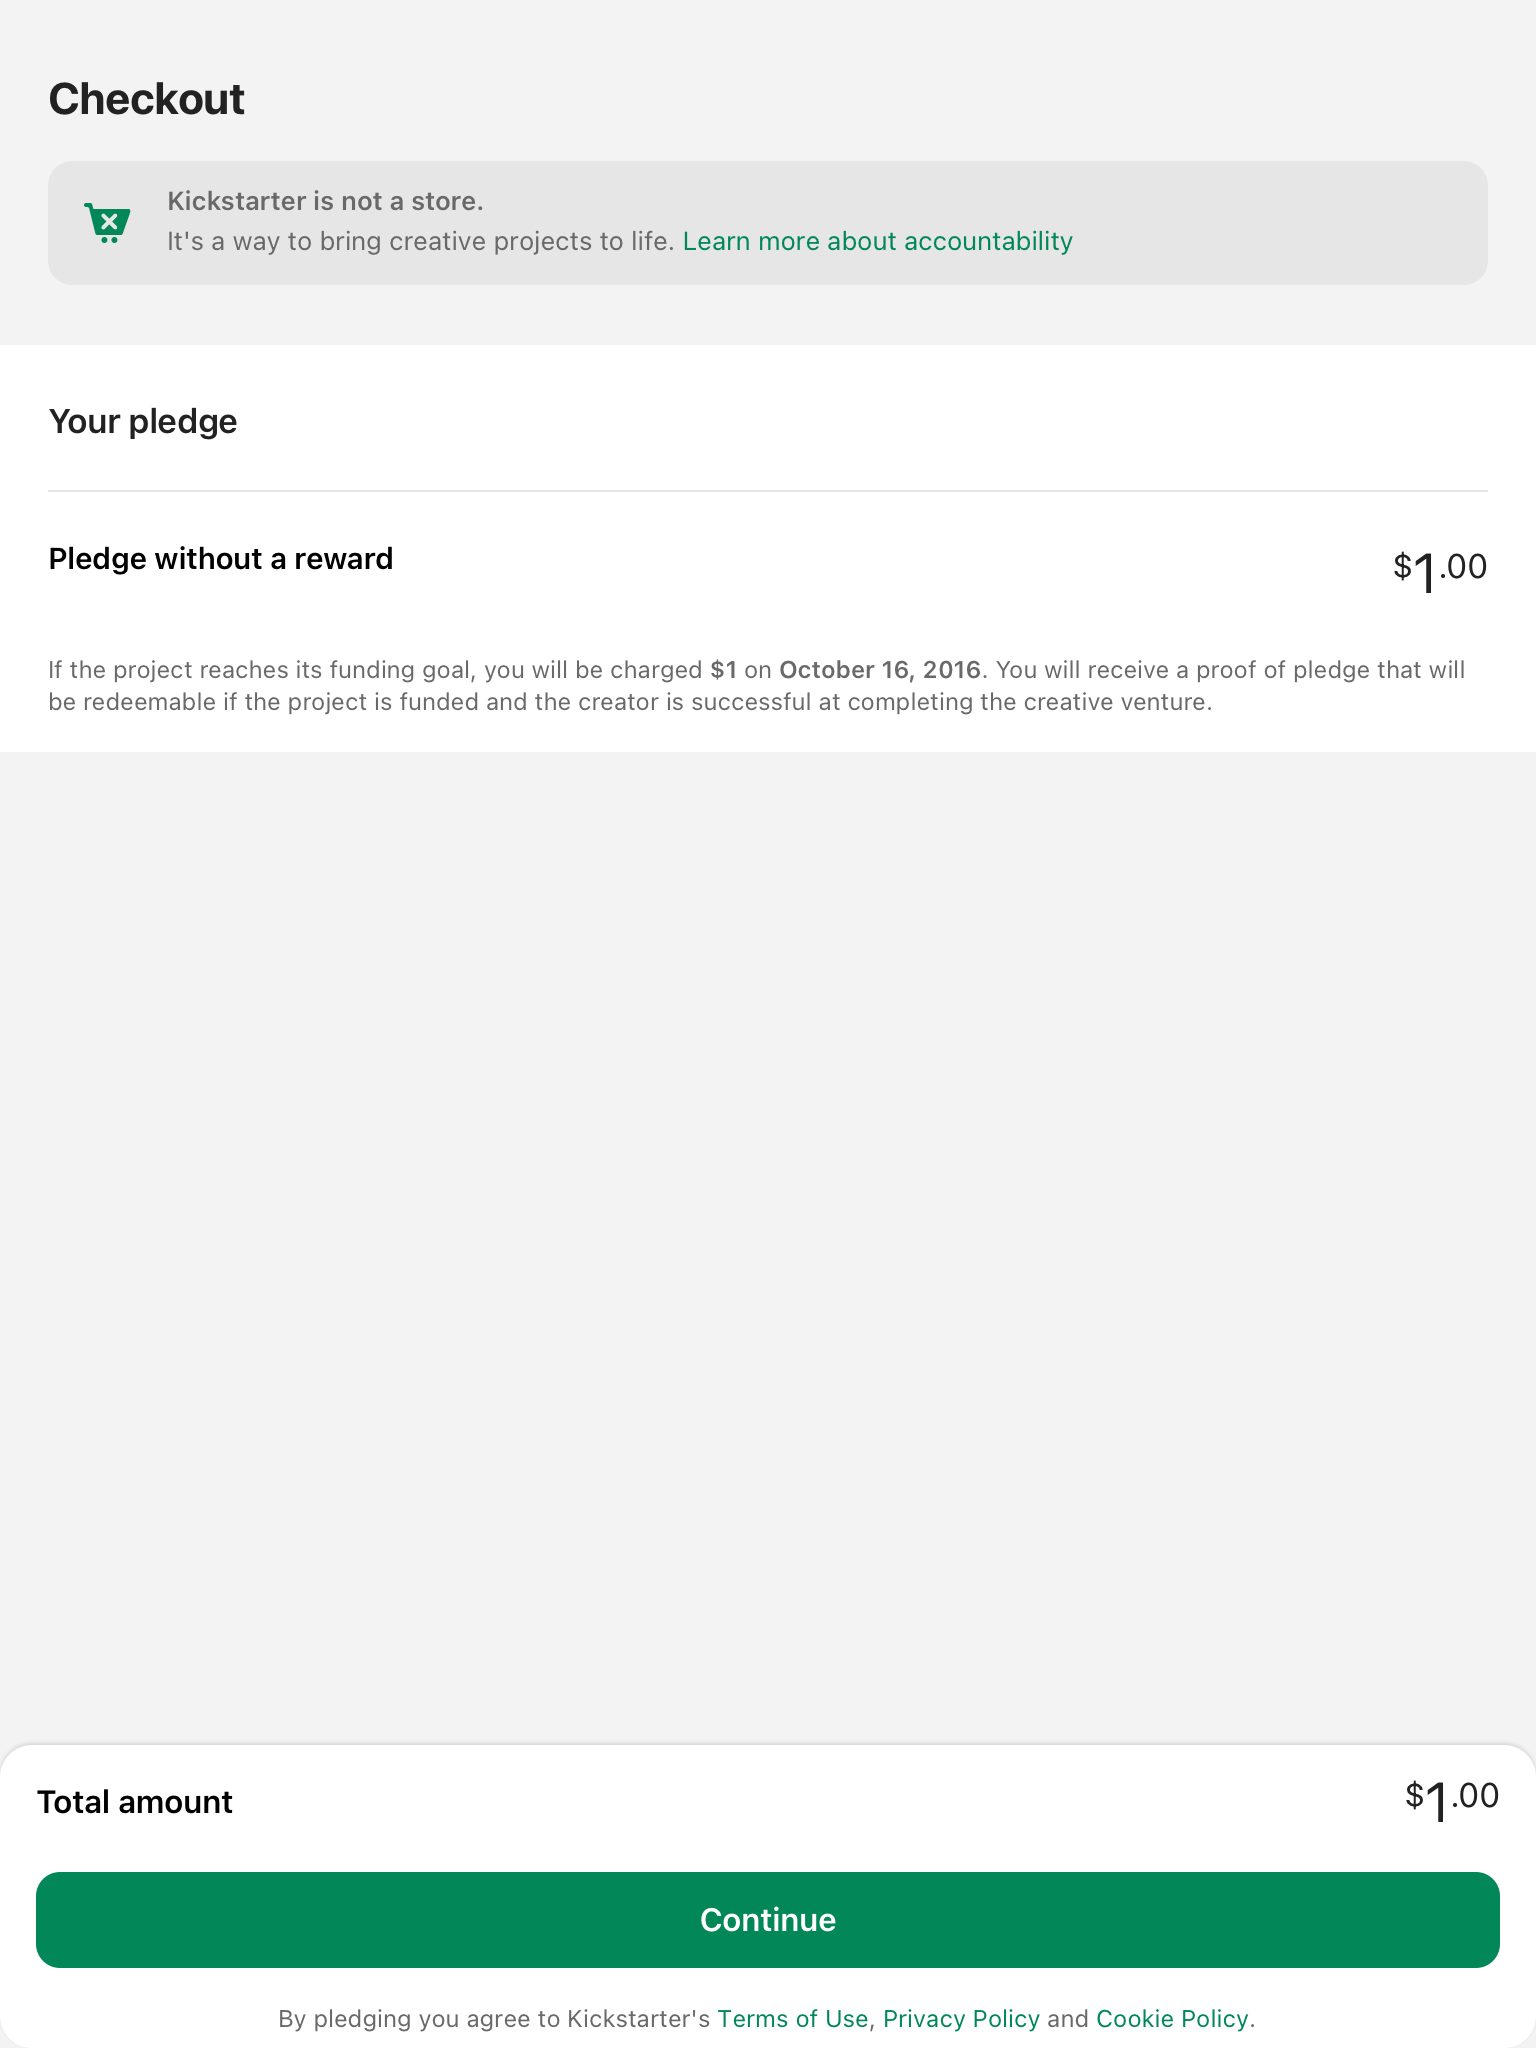 Checkout
Kickstarter is not a store.
It's a way to bring creative projects to life. Learn more about accountability
Your pledge
Pledge without a reward
$1.00
If the project reaches its funding goal, you will be charged $1 on October 16, 2016. You will receive a proof of pledge that will
be redeemable if the project is funded and the creator is successful at completing the creative venture.
Total amount
$1.00
Continue
By pledging you agree to Kickstarter's Terms of Use, Privacy Policy and Cookie Policy.